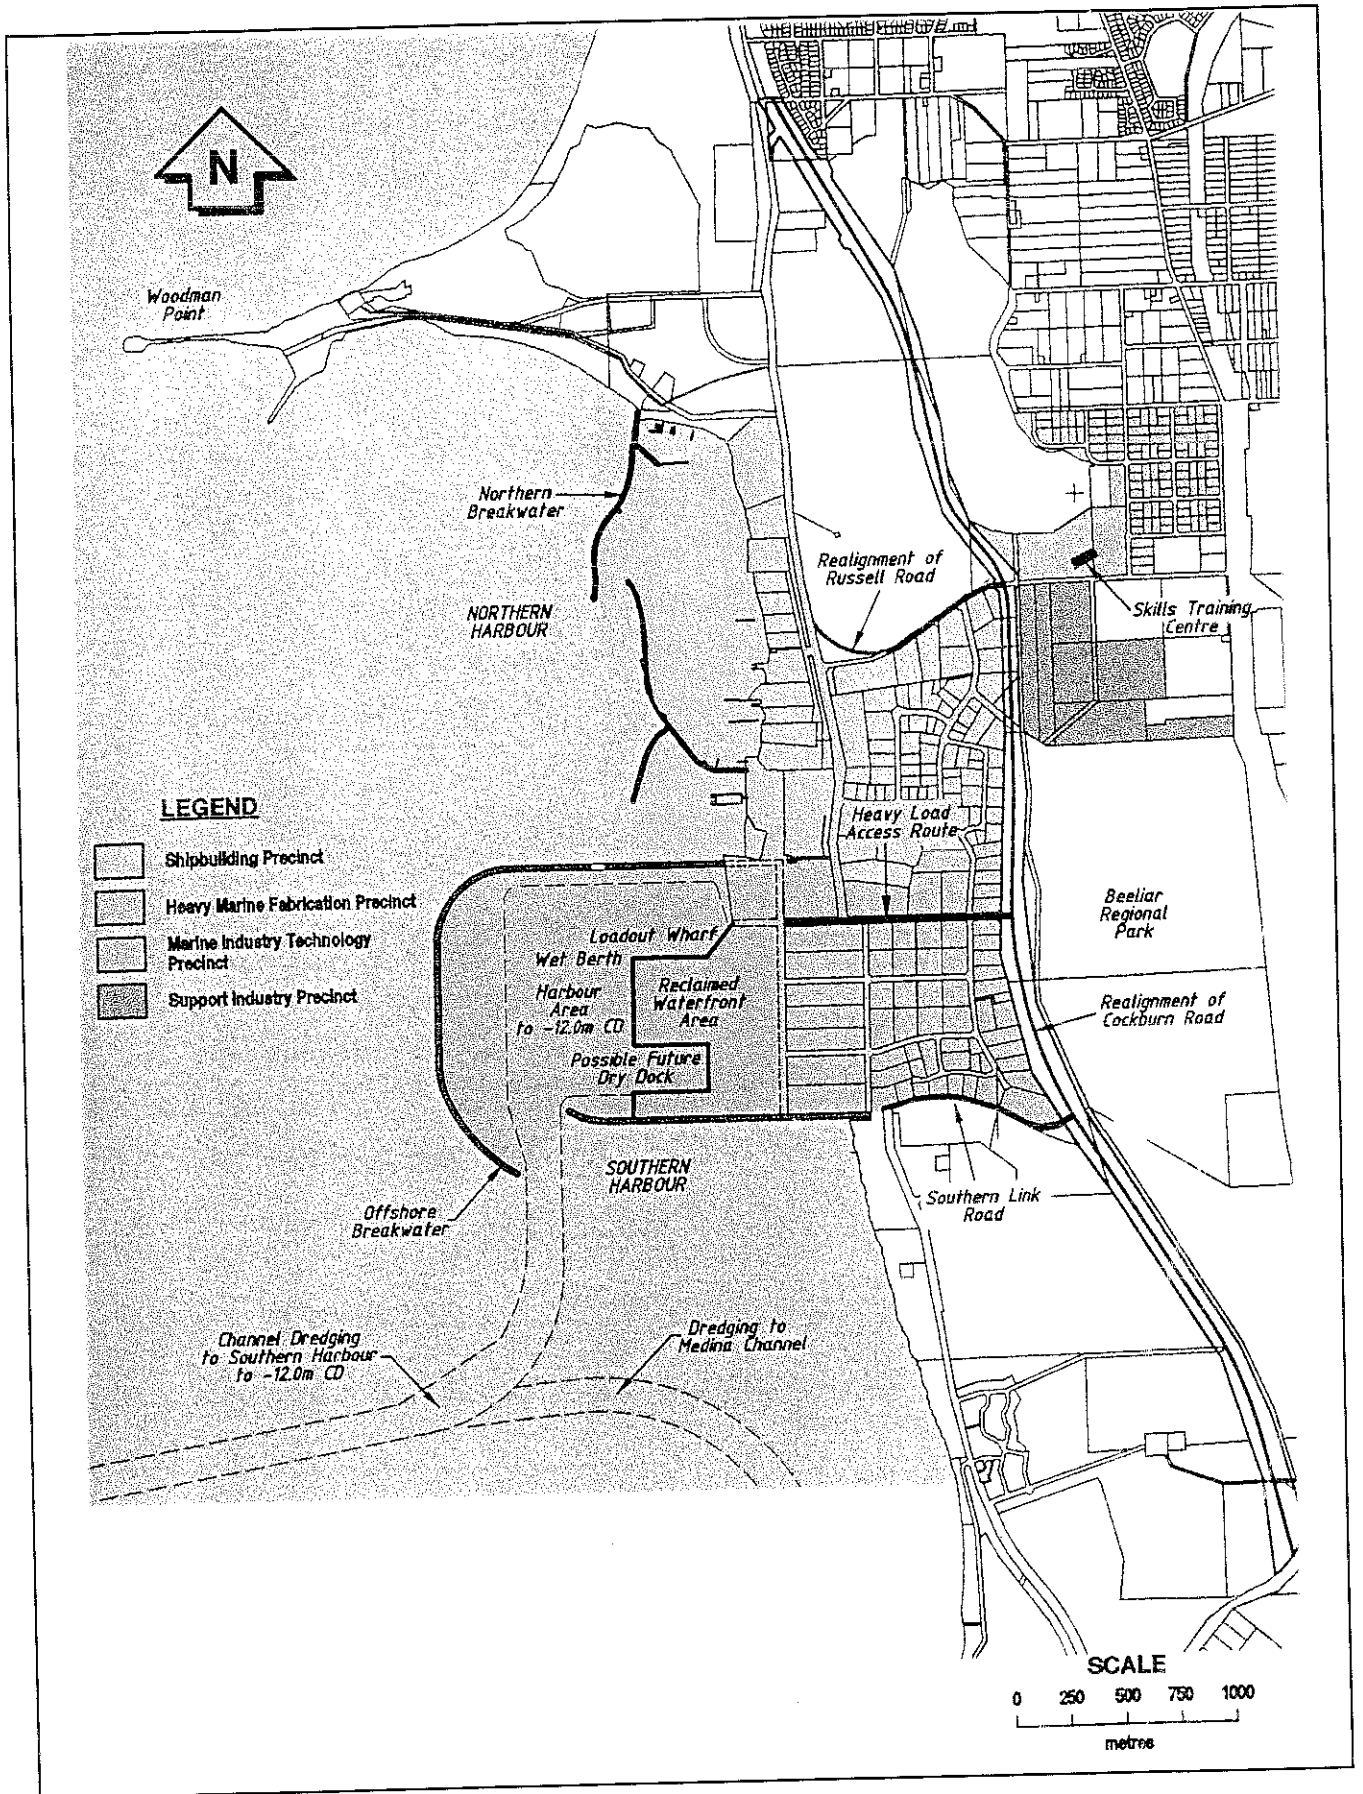 N
Woodman
Point
Northern
Breakwater
NORTHERN
HARBOUR
Realignment of
Russell Road
Skills Training
Centre
LEGEND
Shipbuilding Precinct
Heavy Marine Fabrication Precinct
Marine Industry Technology
Precinct
Support Industry Precinct
Heavy Load
Access Route
Beeliar
Regional
Park
Loadout Wharf
Wet Berth
Harbour
Area
to -12.0m CD
Reclaimed
Waterfront
Area
Possible Future
Dry Dock
Realignment of
Cockburn Road
SOUTHERN
HARBOUR
Offshore
Breakwater
Southern Link
Road
Channel Dredging
to Southern Harbour
to -12.0m CD
Dredging to
Medina Channel
SCALE
0 250 500 750 1000
metres